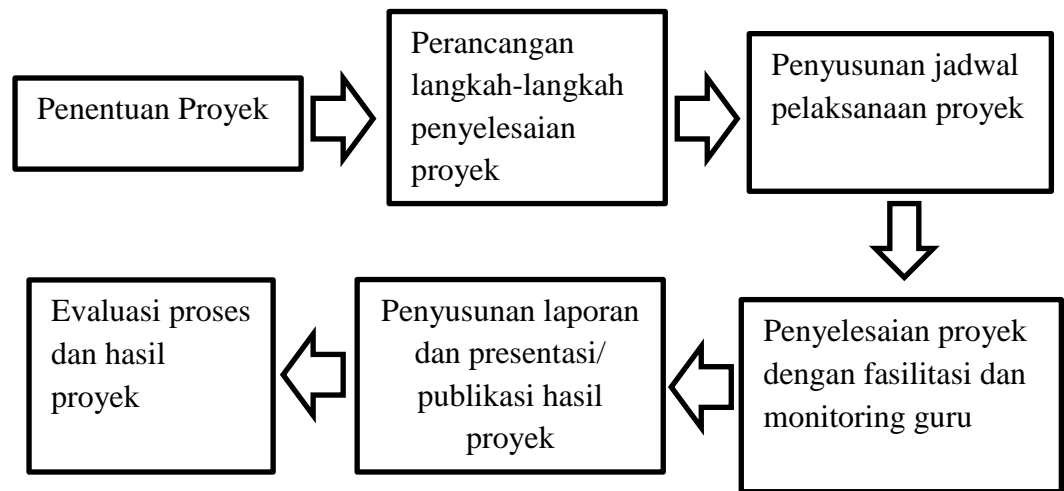 Penentuan Proyek
Perancangan
langkah-langkah
penyelesaian
proyek
Penyusunan jadwal
pelaksanaan proyek
Penyelesaian proyek
dengan fasilitasi dan
monitoring guru
Penyusunan laporan
dan presentasi/
publikasi hasil
proyek
Evaluasi proses
dan hasil
proyek